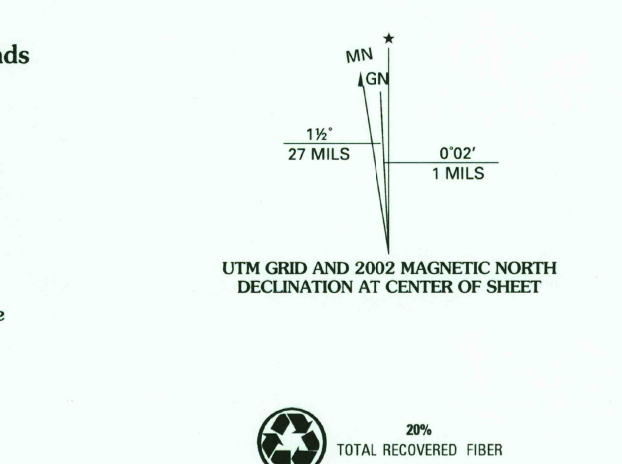 MN
GN
1½°
27 MILS
0°02′
1 MILS
UTM GRID AND 2002 MAGNETIC NORTH
DECLINATION AT CENTER OF SHEET
20%
TOTAL RECOVERED FIBER